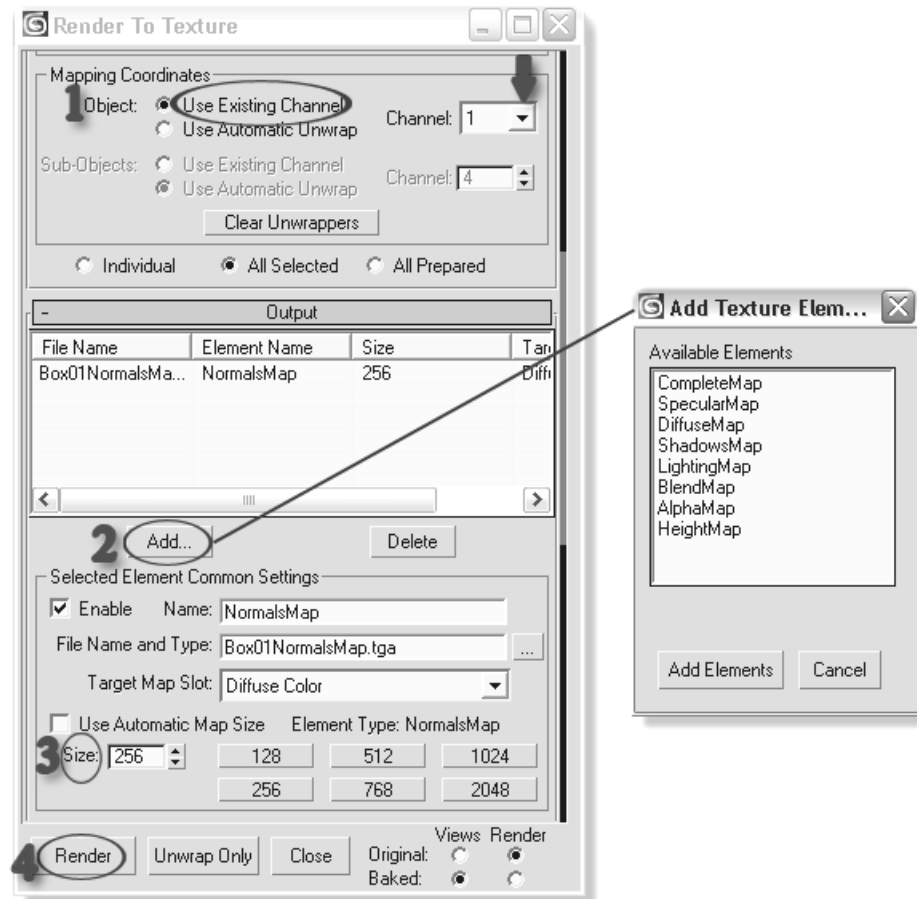 Render To Texture
Mapping Coordinates
1 Object: Use Existing Channel
Use Automatic Unwrap
Channel: 1
Sub-Objects: Use Existing Channel
Use Automatic Unwrap
Channel: 4
Clear Unwrappers
Individual All Selected All Prepared
- Output
File Name Element Name Size Tar
Box01NormalsMa... NormalsMap 256 Diffu
2 Add... Delete
Selected Element Common Settings
Enable Name: NormalsMap
File Name and Type: Box01NormalsMap.tga ...
Target Map Slot: Diffuse Color
Use Automatic Map Size Element Type: NormalsMap
3 Size: 256 128 512 1024
256 768 2048
Views Render
4 Render Unwrap Only Close Original:
Baked:
Add Texture Elem...
Available Elements
CompleteMap
SpecularMap
DiffuseMap
ShadowsMap
LightingMap
BlendMap
AlphaMap
HeightMap
Add Elements Cancel